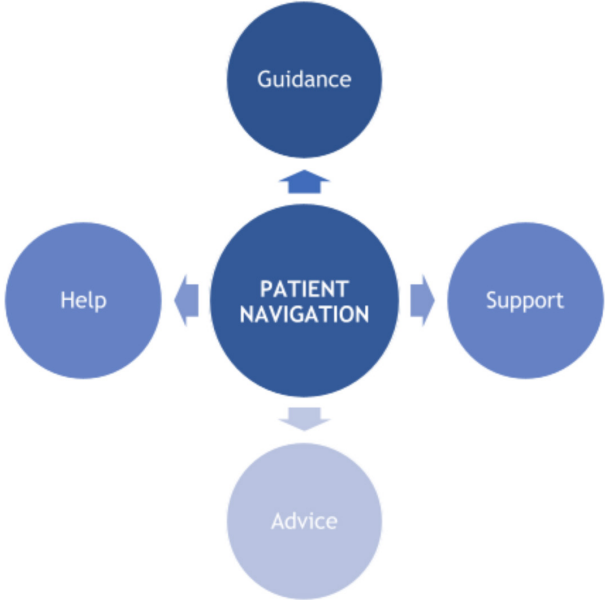 Guidance
Help
PATIENT
NAVIGATION
Support
Advice